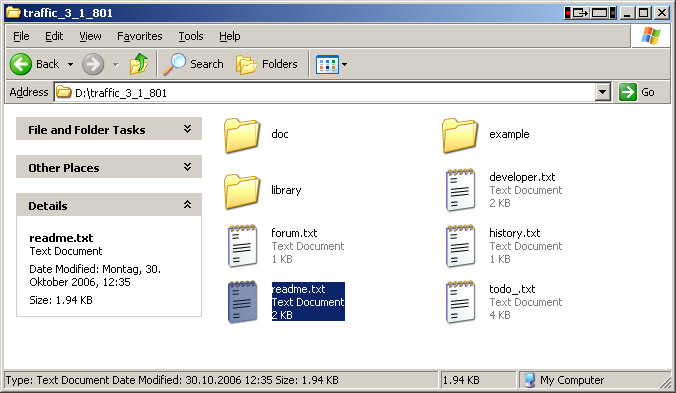 traffic_3_1_801
File Edit View Favorites Tools Help
Back Search Folders
Address D:\traffic_3_1_801 Go
File and Folder Tasks
Other Places
Details
readme.txt
Text Document
Date Modified: Montag, 30.
Oktober 2006, 12:35
Size: 1.94 KB
doc
example
library
developer.txt
Text Document
2 KB
forum.txt
Text Document
1 KB
history.txt
Text Document
1 KB
readme.txt
Text Document
2 KB
todo_.txt
Text Document
4 KB
Type: Text Document Date Modified: 30.10.2006 12:35 Size: 1.94 KB 1.94 KB My Computer